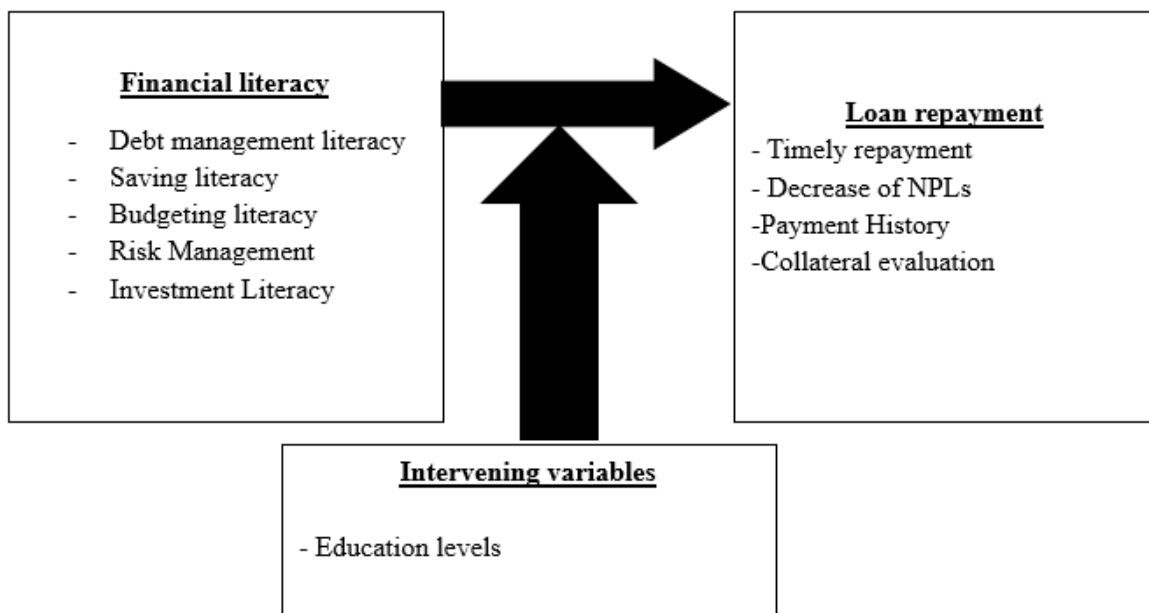 Financial literacy
- Debt management literacy
- Saving literacy
- Budgeting literacy
- Risk Management
- Investment Literacy
Loan repayment
- Timely repayment
- Decrease of NPLs
-Payment History
-Collateral evaluation
Intervening variables
- Education levels